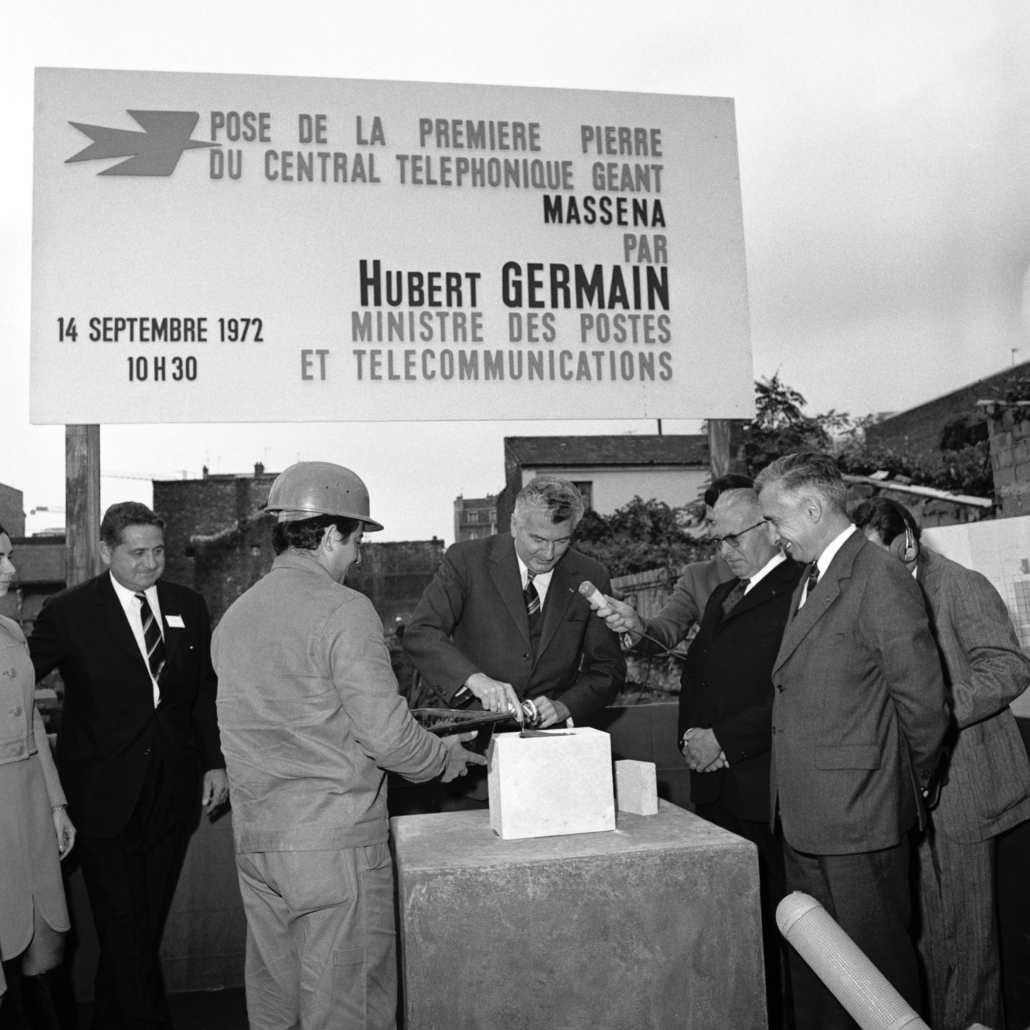 POSE DE LA PREMIERE PIERRE
DU CENTRAL TELEPHONIQUE GEANT
MASSENA
PAR
HUBERT GERMAIN
MINISTRE DES POSTES
ET TELECOMMUNICATIONS
14 SEPTEMBRE 1972
10 H 30